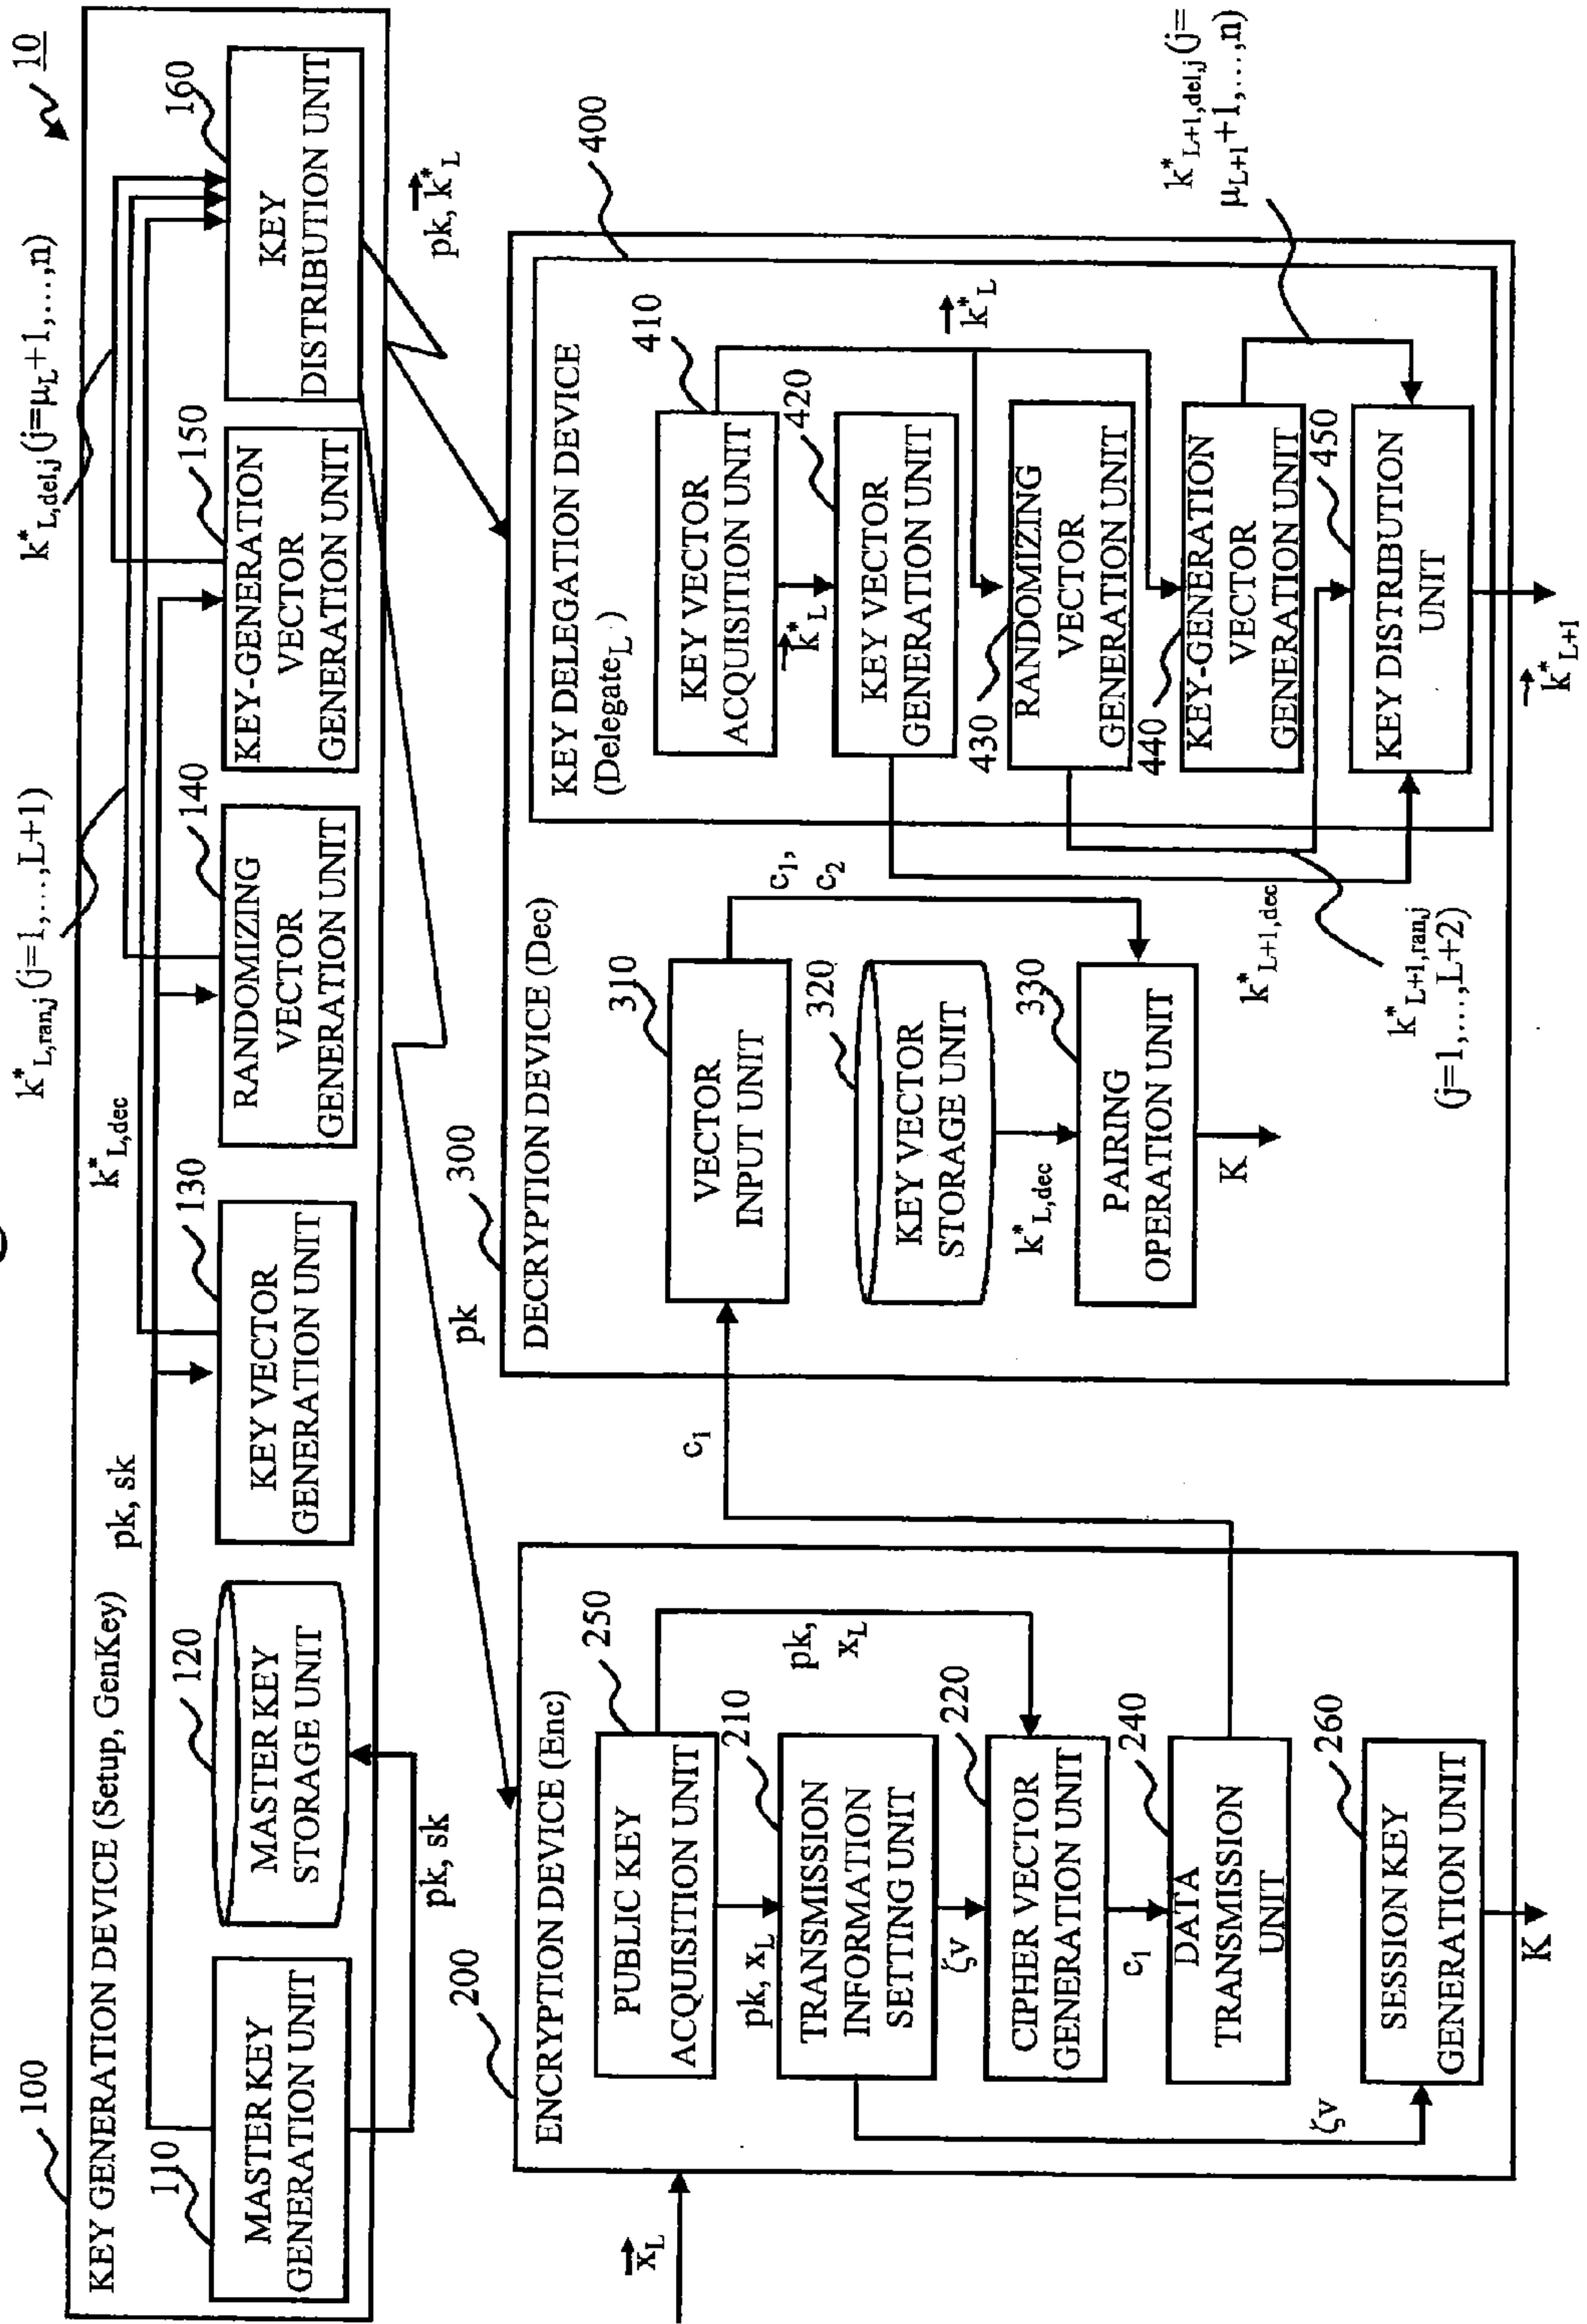 10
100
KEY GENERATION DEVICE (Setup, GenKey)
110
MASTER KEY
GENERATION UNIT
pk, sk
120
MASTER KEY
STORAGE UNIT
pk, sk
130
KEY VECTOR
GENERATION UNIT
k*L,dec
140
RANDOMIZING
VECTOR
GENERATION UNIT
k*L,ran,j (j=1,...,L+1)
150
KEY-GENERATION
VECTOR
GENERATION UNIT
k*L,del,j (j=μL+1,...,n)
160
KEY
DISTRIBUTION UNIT
pk, k⃗*L
pk
x⃗L
200
ENCRYPTION DEVICE (Enc)
250
PUBLIC KEY
ACQUISITION UNIT
pk,
xL
pk, xL
210
TRANSMISSION
INFORMATION
SETTING UNIT
ζv
220
CIPHER VECTOR
GENERATION UNIT
c1
240
DATA
TRANSMISSION
UNIT
ζv
260
SESSION KEY
GENERATION UNIT
K
c1
300
DECRYPTION DEVICE (Dec)
310
VECTOR
INPUT UNIT
c1,
c2
320
KEY VECTOR
STORAGE UNIT
k*L,dec
330
PAIRING
OPERATION UNIT
K
400
KEY DELEGATION DEVICE
(DelegateL)
410
KEY VECTOR
ACQUISITION UNIT
k⃗*L
k⃗*L
420
KEY VECTOR
GENERATION UNIT
430
RANDOMIZING
VECTOR
GENERATION UNIT
440
KEY-GENERATION
VECTOR
GENERATION UNIT
450
KEY DISTRIBUTION
UNIT
k*L+1,dec
k*L+1,ran,j
(j=1,...,L+2)
k*L+1,del,j (j=
μL+1+1,...,n)
k⃗*L+1